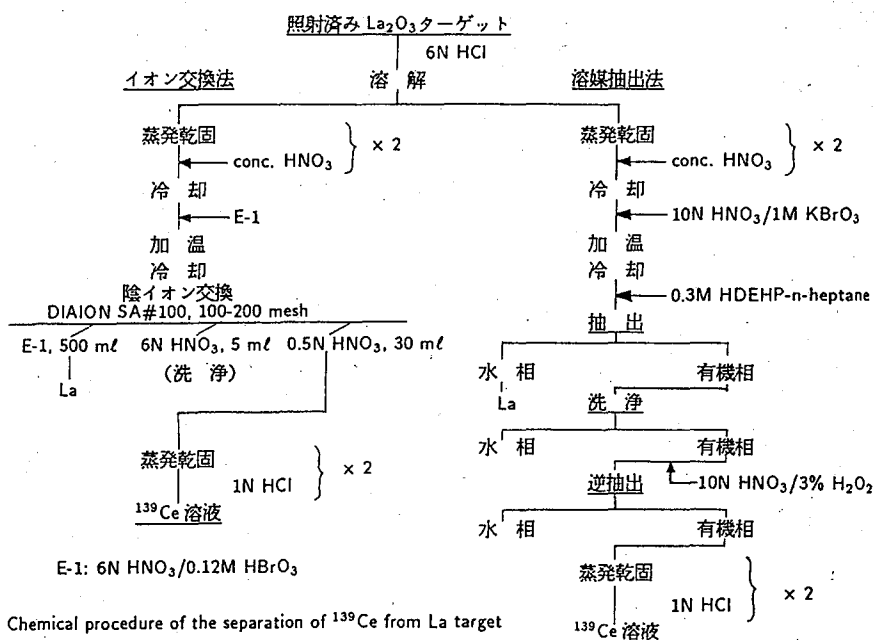 照射済み La₂O₃ターゲット
6N HCl
イオン交換法
溶 解
溶媒抽出法
蒸発乾固
conc. HNO₃
} × 2
冷 却
E-1
加 温
冷 却
陰イオン交換
DIAION SA#100, 100-200 mesh
E-1, 500 mℓ
6N HNO₃, 5 mℓ
0.5N HNO₃, 30 mℓ
(洗 浄)
La
蒸発乾固
1N HCl
} × 2
¹³⁹Ce 溶液
E-1: 6N HNO₃/0.12M HBrO₃
蒸発乾固
conc. HNO₃
} × 2
冷 却
10N HNO₃/1M KBrO₃
加 温
冷 却
0.3M HDEHP-n-heptane
抽 出
水 相
有機相
La
洗 浄
水 相
有機相
10N HNO₃/3% H₂O₂
逆抽出
水 相
有機相
蒸発乾固
1N HCl
} × 2
¹³⁹Ce 溶液
Chemical procedure of the separation of ¹³⁹Ce from La target